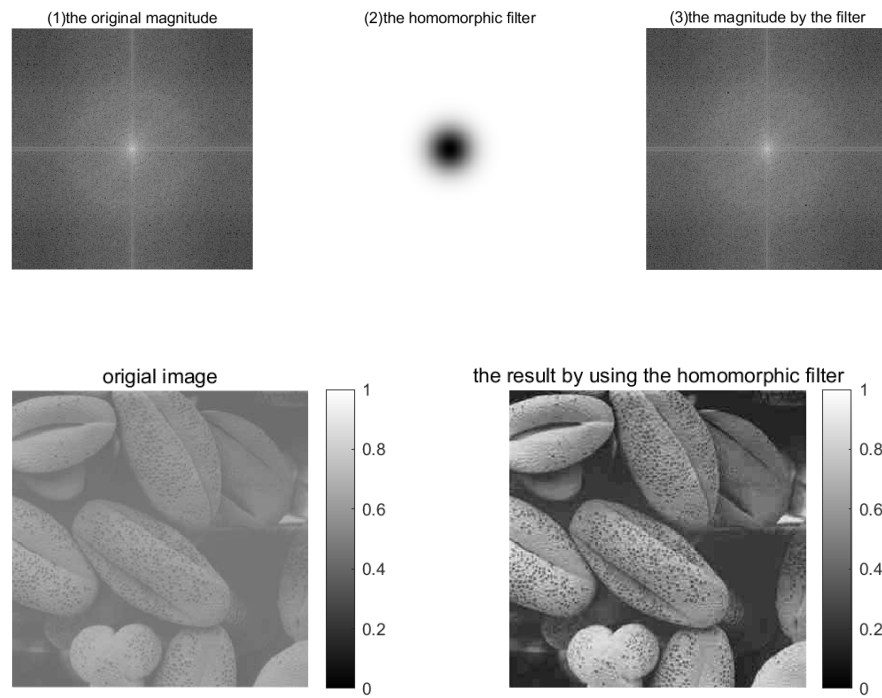 (1)the original magnitude
(2)the homomorphic filter
(3)the magnitude by the filter
origial image
1
0.8
0.6
0.4
0.2
0
the result by using the homomorphic filter
1
0.8
0.6
0.4
0.2
0